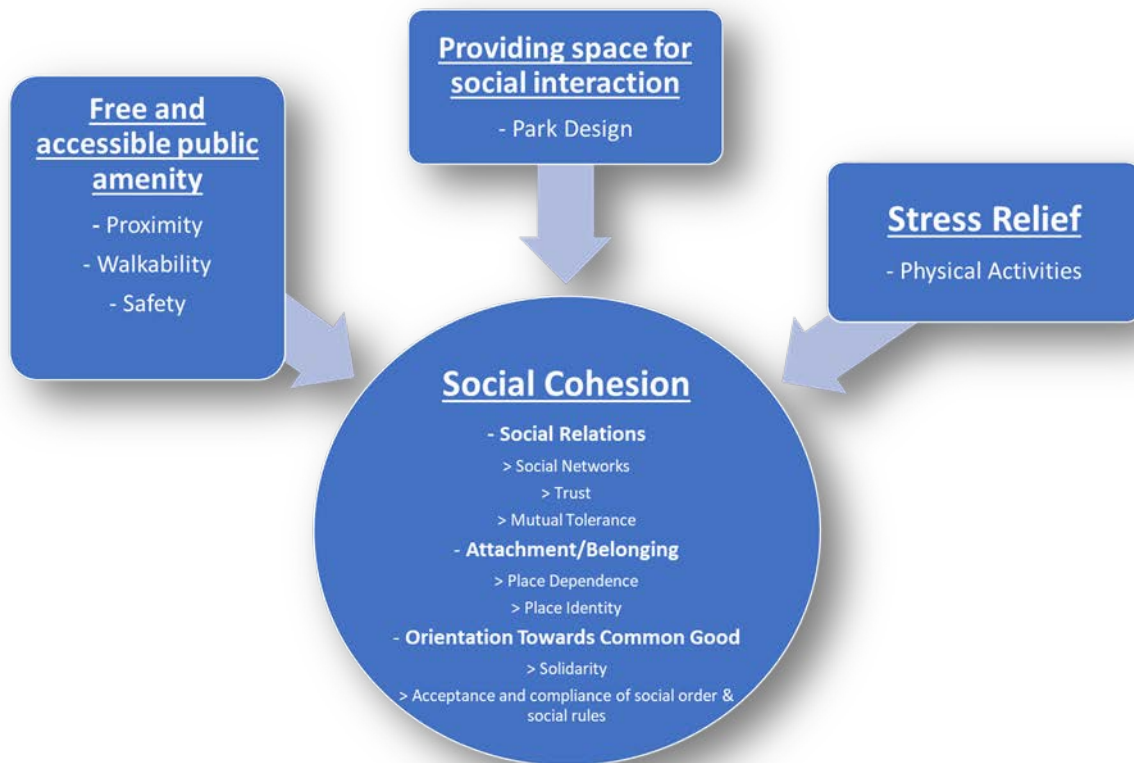 Providing space for
social interaction
- Park Design
Free and
accessible public
amenity
- Proximity
- Walkability
- Safety
Stress Relief
- Physical Activities
Social Cohesion
- Social Relations
> Social Networks
> Trust
> Mutual Tolerance
- Attachment/Belonging
> Place Dependence
> Place Identity
- Orientation Towards Common Good
> Solidarity
> Acceptance and compliance of social order &
social rules